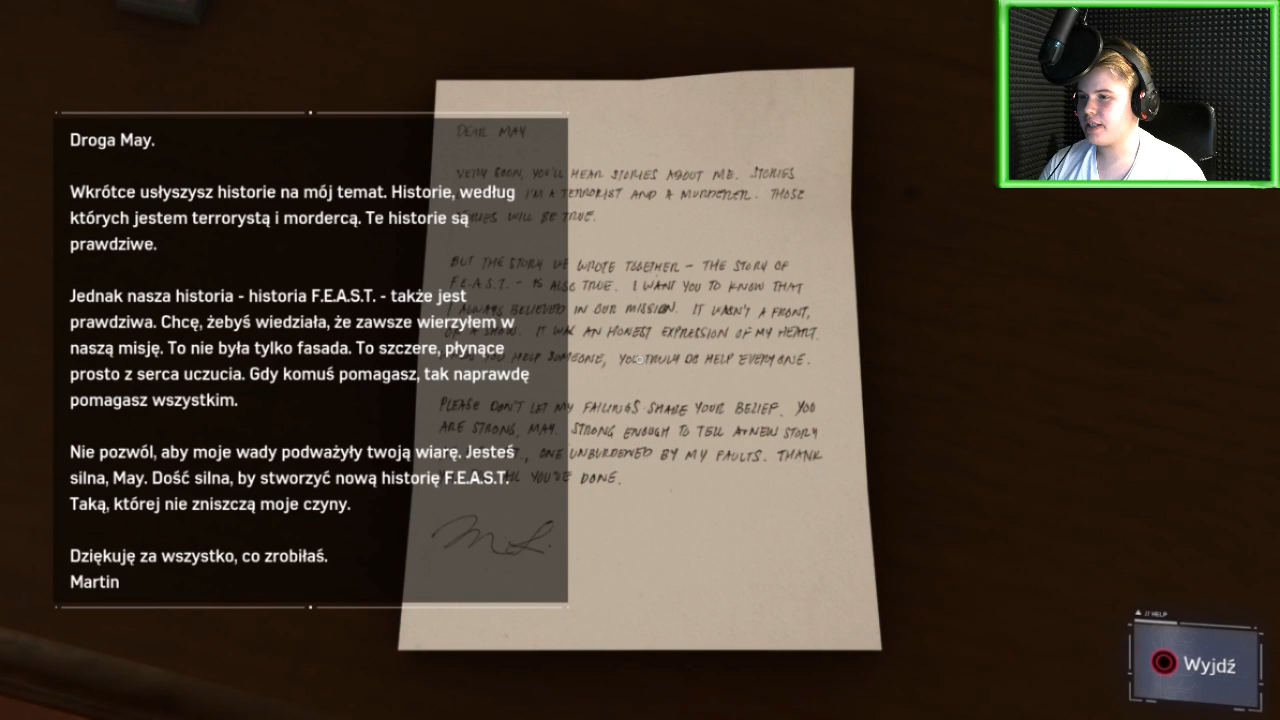 Droga May.
Wkrótce usłyszysz historie na mój temat. Historie, według
których jestem terrorystą i mordercą. Te historie są
prawdziwe.
Jednak nasza historia - historia F.E.A.S.T. - także jest
prawdziwa. Chcę, żebyś wiedziała, że zawsze wierzyłem w
naszą misję. To nie była tylko fasada. To szczere, płynące
prosto z serca uczucia. Gdy komuś pomagasz, tak naprawdę
pomagasz wszystkim.
Nie pozwól, aby moje wady podważyły twoją wiarę. Jesteś
silna, May. Dość silna, by stworzyć nową historię F.E.A.S.T.
Taką, której nie zniszczą moje czyny.
Dziękuję za wszystko, co zrobiłaś.
Martin
DEAR MAY
VERY SOON, YOU'LL HEAR STORIES ABOUT ME. STORIES
I'M A TERRORIST AND A MURDERER. THOSE
WILL BE TRUE.
BUT THE STORY WE WROTE TOGETHER – THE STORY OF
F.E.A.S.T. – IS ALSO TRUE. I WANT YOU TO KNOW THAT
I ALWAYS BELIEVED IN OUR MISSION. IT WASN'T A FRONT,
IT WAS AN HONEST EXPRESSION OF MY HEART.
YOU HELP SOMEONE, YOU TRULY DO HELP EVERYONE.
PLEASE DON'T LET MY FAILINGS SHAKE YOUR BELIEF. YOU
ARE STRONG, MAY. STRONG ENOUGH TO TELL A NEW STORY
ONE UNBURDENED BY MY FAULTS. THANK
YOU'VE DONE.
// HELP
Wyjdź